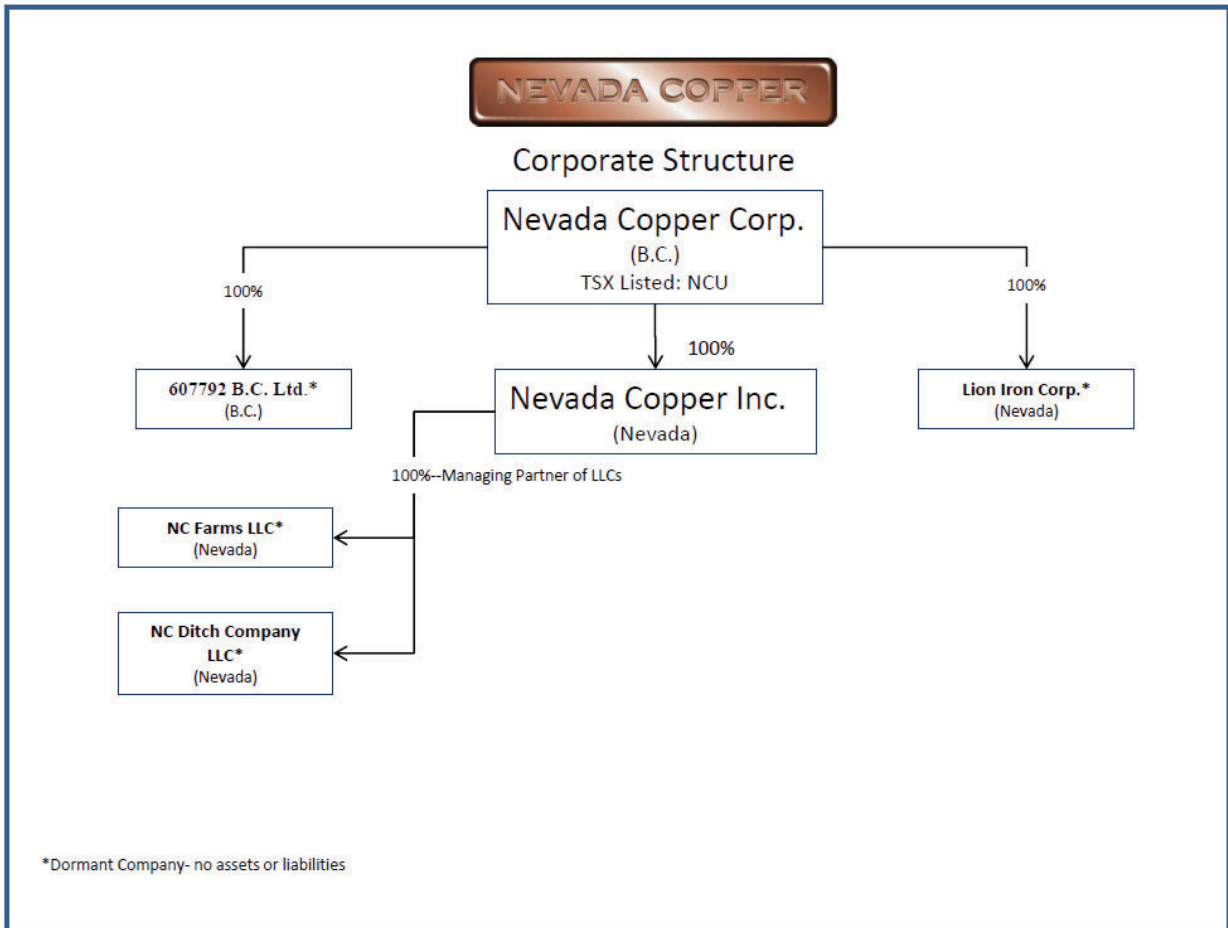 NEVADA COPPER
Corporate Structure
Nevada Copper Corp.
(B.C.)
TSX Listed: NCU
100%
100%
100%
607792 B.C. Ltd.*
(B.C.)
Nevada Copper Inc.
(Nevada)
Lion Iron Corp.*
(Nevada)
100%--Managing Partner of LLCs
NC Farms LLC*
(Nevada)
NC Ditch Company
LLC*
(Nevada)
*Dormant Company- no assets or liabilities